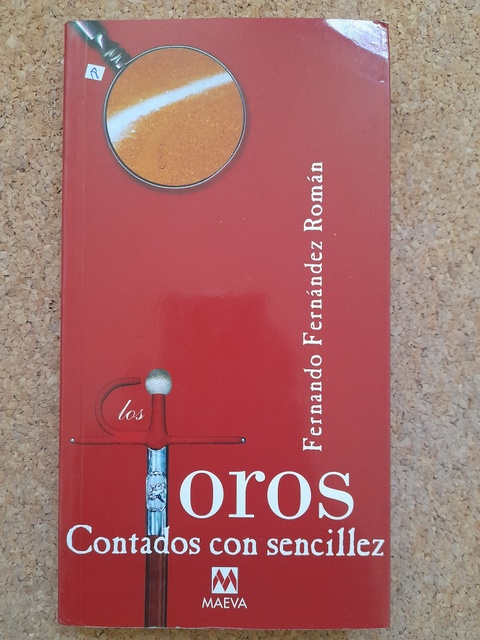 Fernando Fernández Román
los
Toros
Contados con sencillez
MAEVA